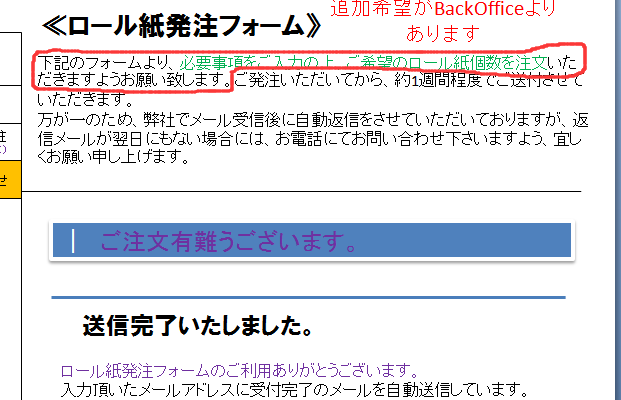 ≪ロール紙発注フォーム≫
追加希望がBackOfficeより
あります
下記のフォームより、必要事項をご入力の上、ご希望のロール紙個数を注文いた
だきますようお願い致します。ご発注いただいてから、約1週間程度でご送付させて
いただきます。
万が一のため、弊社でメール受信後に自動返信をさせていただいておりますが、返
信メールが翌日にもない場合には、お電話にてお問い合わせ下さいますよう、宜し
くお願い申し上げます。
せ
ご注文有難うございます。
送信完了いたしました。
ロール紙発注フォームのご利用ありがとうございます。
入力頂いたメールアドレスに受付完了のメールを自動送信しています。